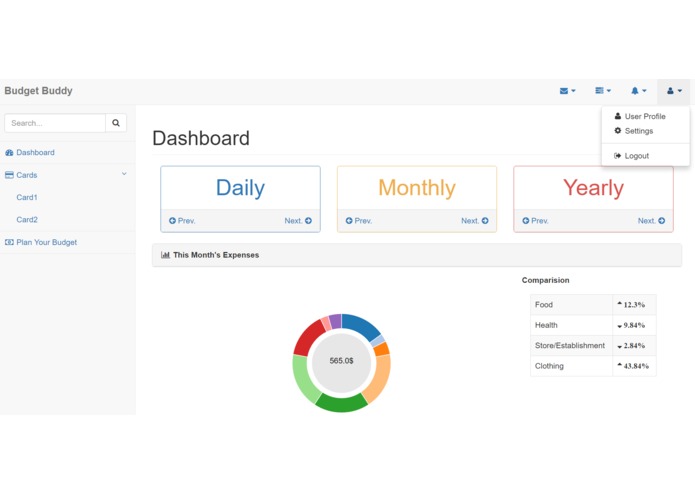 Budget Buddy
User Profile
Settings
Logout
Search...
Dashboard
Cards
Card1
Card2
Plan Your Budget
Dashboard
Daily
Prev. Next.
Monthly
Prev. Next.
Yearly
Prev. Next.
This Month's Expenses
565.0$
Comparision
Food 12.3%
Health 9.84%
Store/Establishment 2.84%
Clothing 43.84%